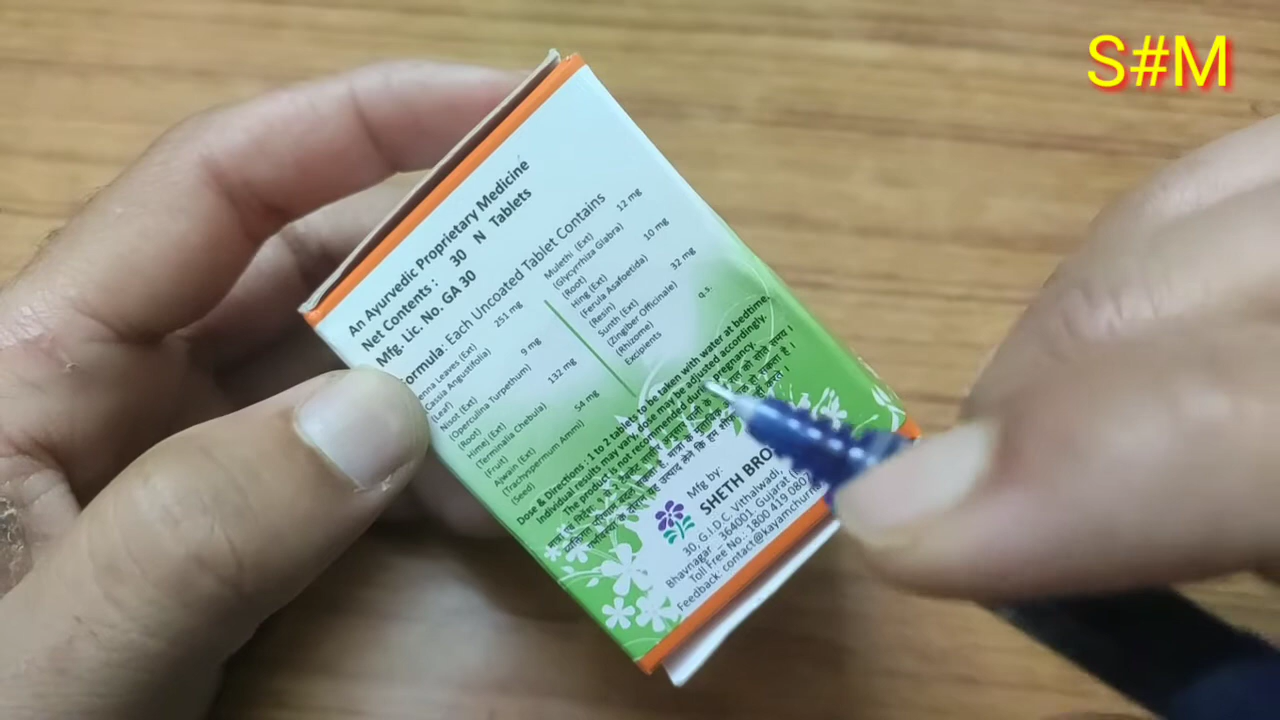 S#M
An Ayurvedic Proprietary Medicine
Net Contents : 30 N Tablets
Mfg. Lic. No. GA 30
ormula: Each Uncoated Tablet Contains
enna Leaves (Ext) 251 mg
(Cassia Angustifolia)
(Leaf)
Nisot (Ext) 9 mg
(Operculina Turpethum)
(Root)
Himej (Ext) 132 mg
(Terminalia Chebula)
(Fruit)
Ajwain (Ext) 54 mg
(Trachyspermum Ammi)
(Seed)
Mulethi (Ext) 12 mg
(Glycyrrhiza Glabra)
(Root)
Hing (Ext) 10 mg
(Ferula Asafoetida)
(Resin)
Sunth (Ext) 32 mg
(Zingiber Officinale)
(Rhizome)
Excipients q.s.
Dose & Directions : 1 to 2 tablets to be taken with water at bedtime.
Individual results may vary, dose may be adjusted accordingly.
The product is not recommended during pregnancy.
Mfg by:
SHETH BRO
30, G.I.D.C. Vithalwadi,
Bhavnagar - 364001. Gujarat
Toll Free No.: 1800 419 0807
Feedback: contact@kayamchurn